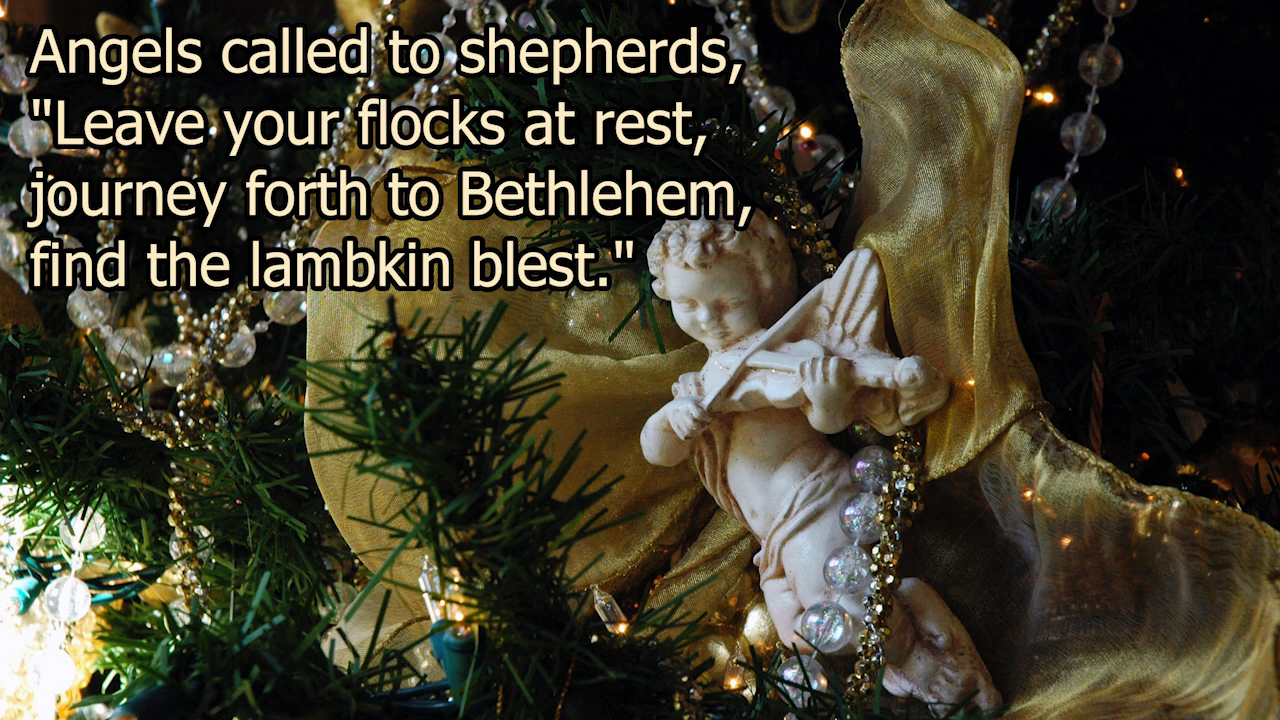 Angels called to shepherds,
"Leave your flocks at rest,
journey forth to Bethlehem,
find the lambkin blest."